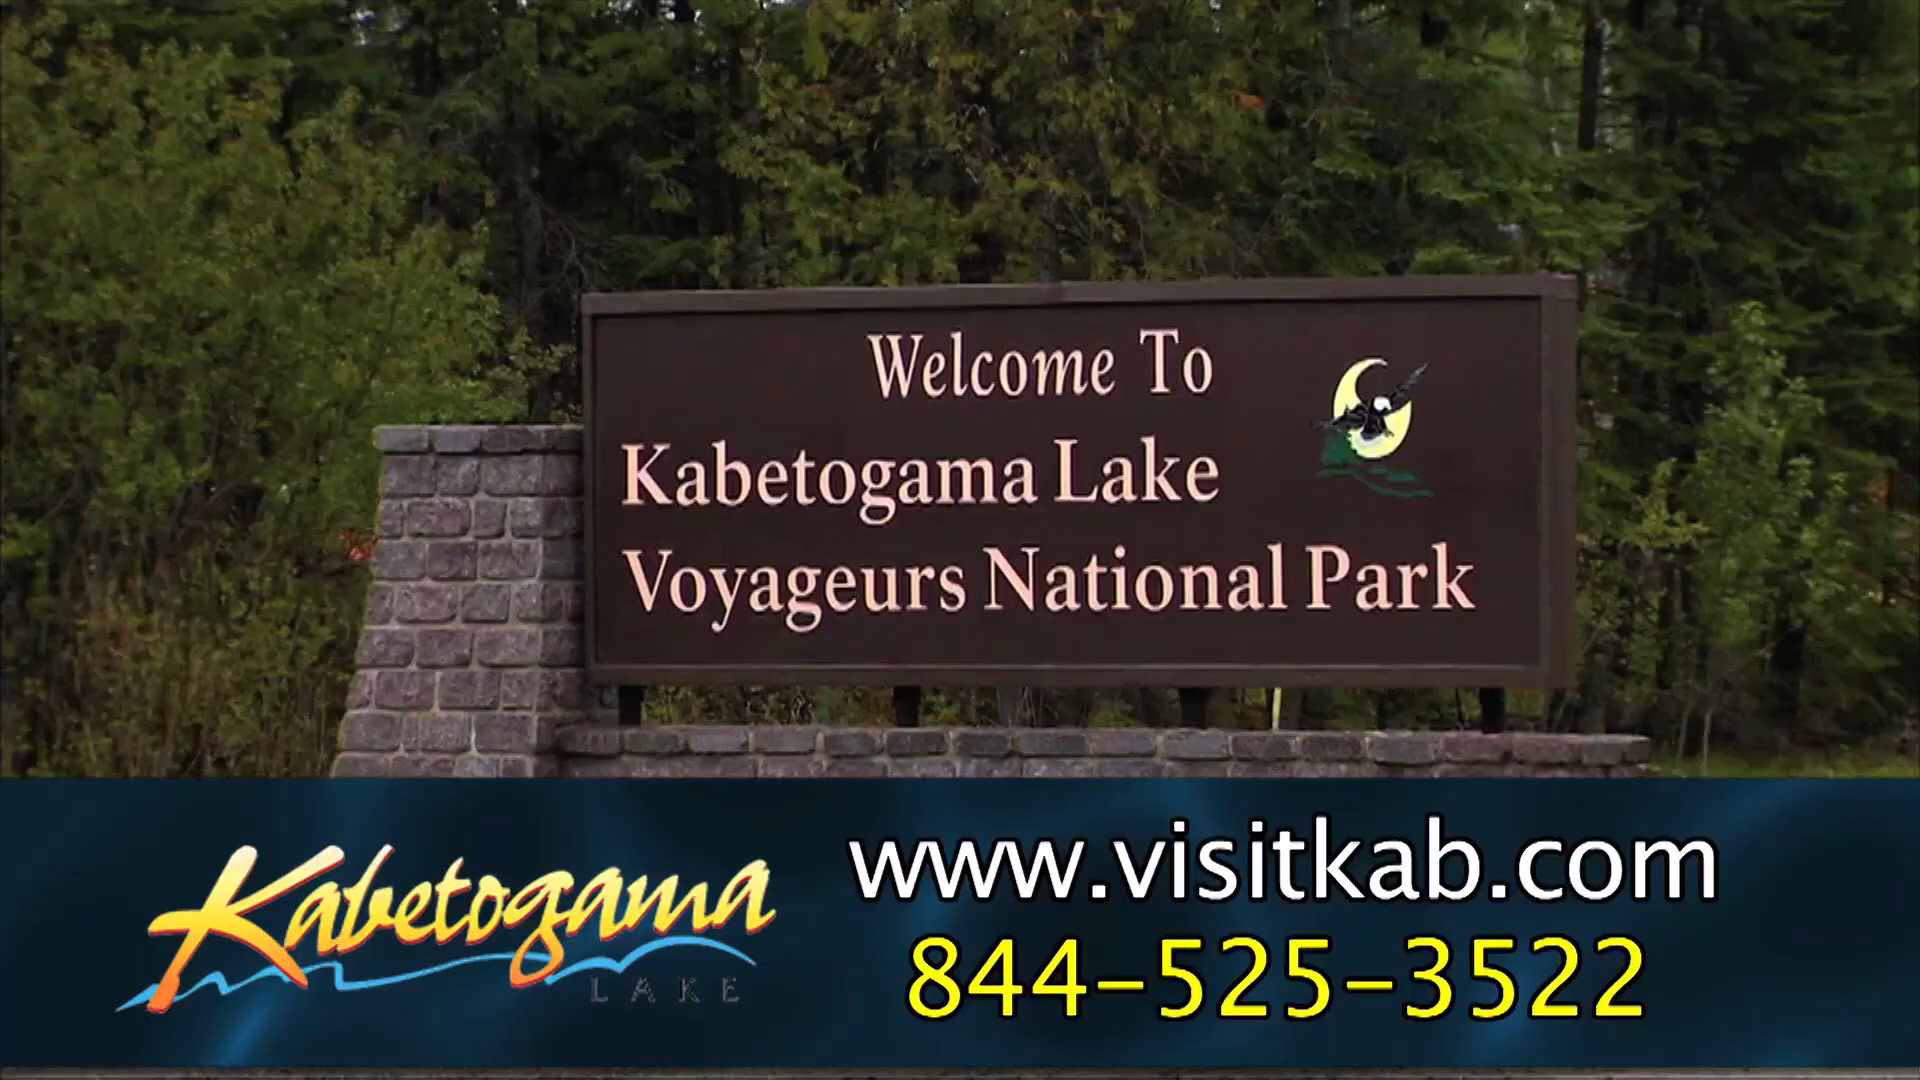 Welcome To
Kabetogama Lake
Voyageurs National Park
Kabetogama
LAKE
www.visitkab.com
844-525-3522